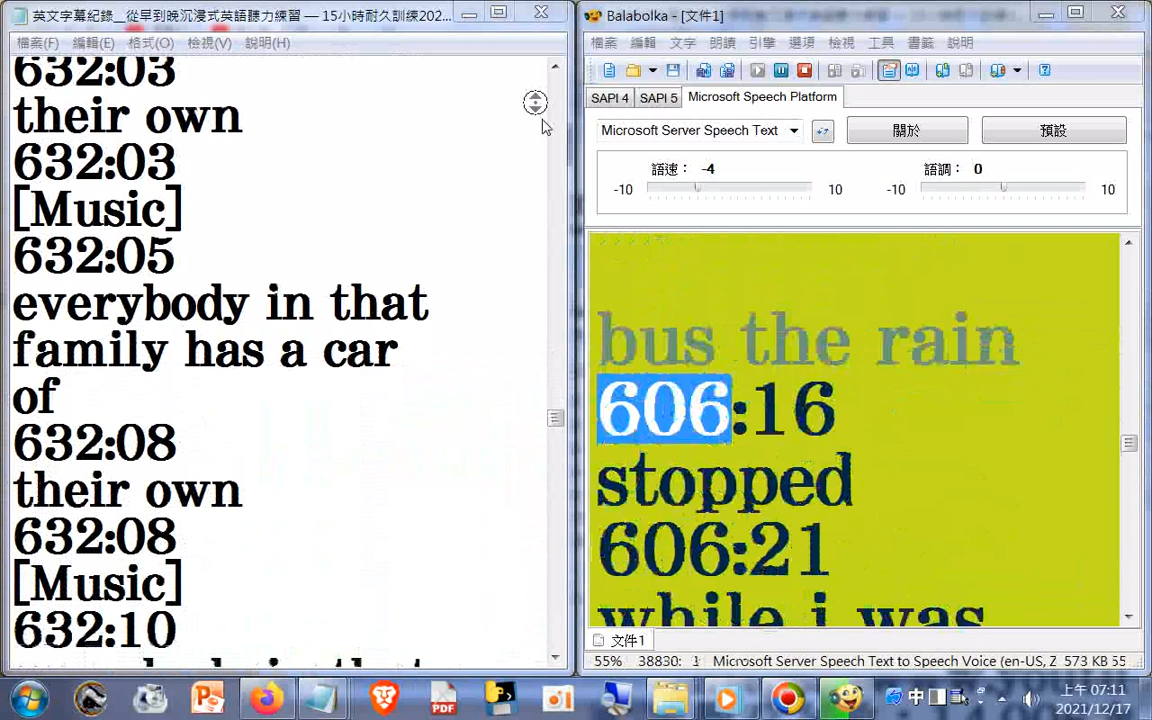 英文字幕紀錄__從早到晚沉浸式英語聽力練習 — 15小時耐久訓練202...
檔案(F) 編輯(E) 格式(O) 檢視(V) 說明(H)
632:03
their own
632:03
[Music]
632:05
everybody in that
family has a car
of
632:08
their own
632:08
[Music]
632:10
Balabolka - [文件1]
檔案 編輯 文字 朗讀 引擎 選項 檢視 工具 書籤 說明
SAPI 4 SAPI 5 Microsoft Speech Platform
Microsoft Server Speech Text 關於 預設
語速： -4 語調： 0
-10 10 -10 10
bus the rain
606:16
stopped
606:21
while i was
文件1
55% 38830: 1 Microsoft Server Speech Text to Speech Voice (en-US, Z 573 KB 55
PDF 中 上午 07:11
2021/12/17